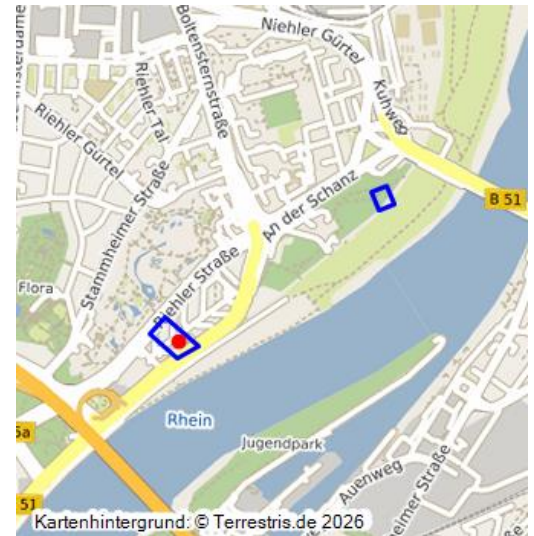 Niehler Gürtel
Boltensternstraße
Riehler Tal
Kuhweg
Riehler Gürtel
An der Schanz
B 51
Stammheimer Straße
Riehler Straße
Flora
Rhein
5a
Jugendpark
Auenweg
51
Kartenhintergrund: © Terrestris.de 2026